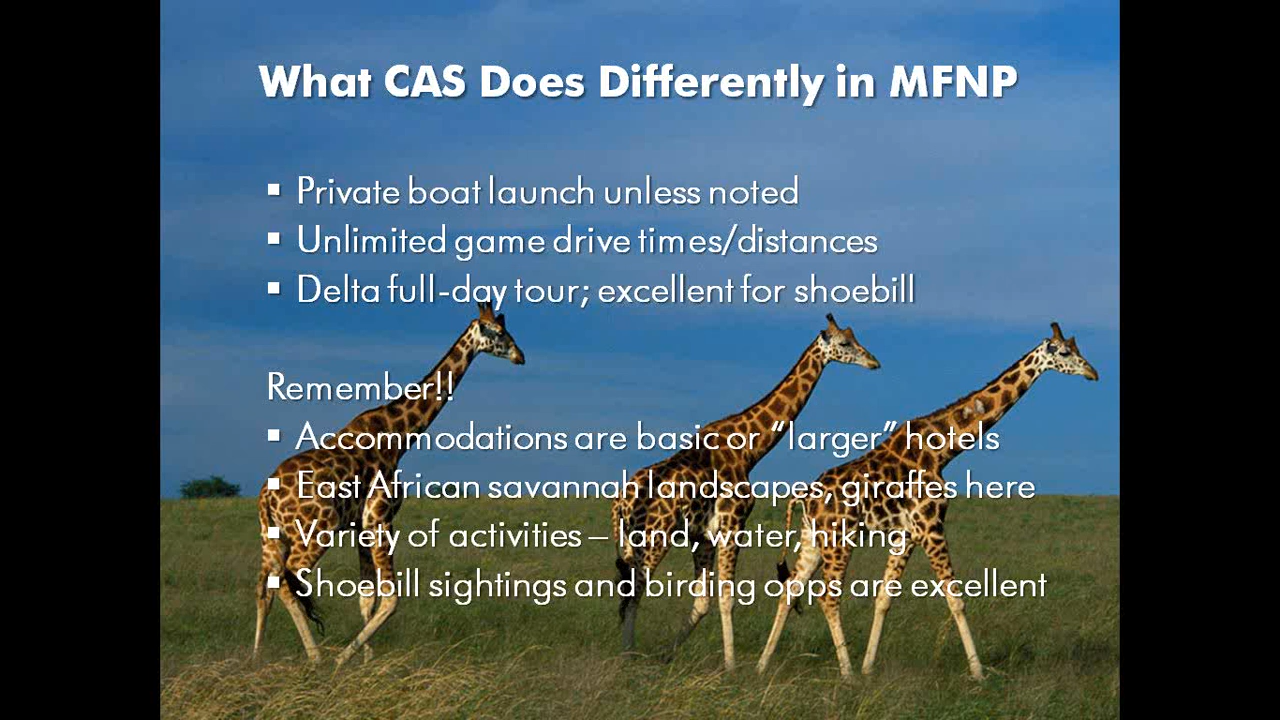 What CAS Does Differently in MFNP
▪ Private boat launch unless noted
▪ Unlimited game drive times/distances
▪ Delta full-day tour; excellent for shoebill
Remember!!
▪ Accommodations are basic or “larger” hotels
▪ East African savannah landscapes, giraffes here
▪ Variety of activities – land, water, hiking
▪ Shoebill sightings and birding opps are excellent